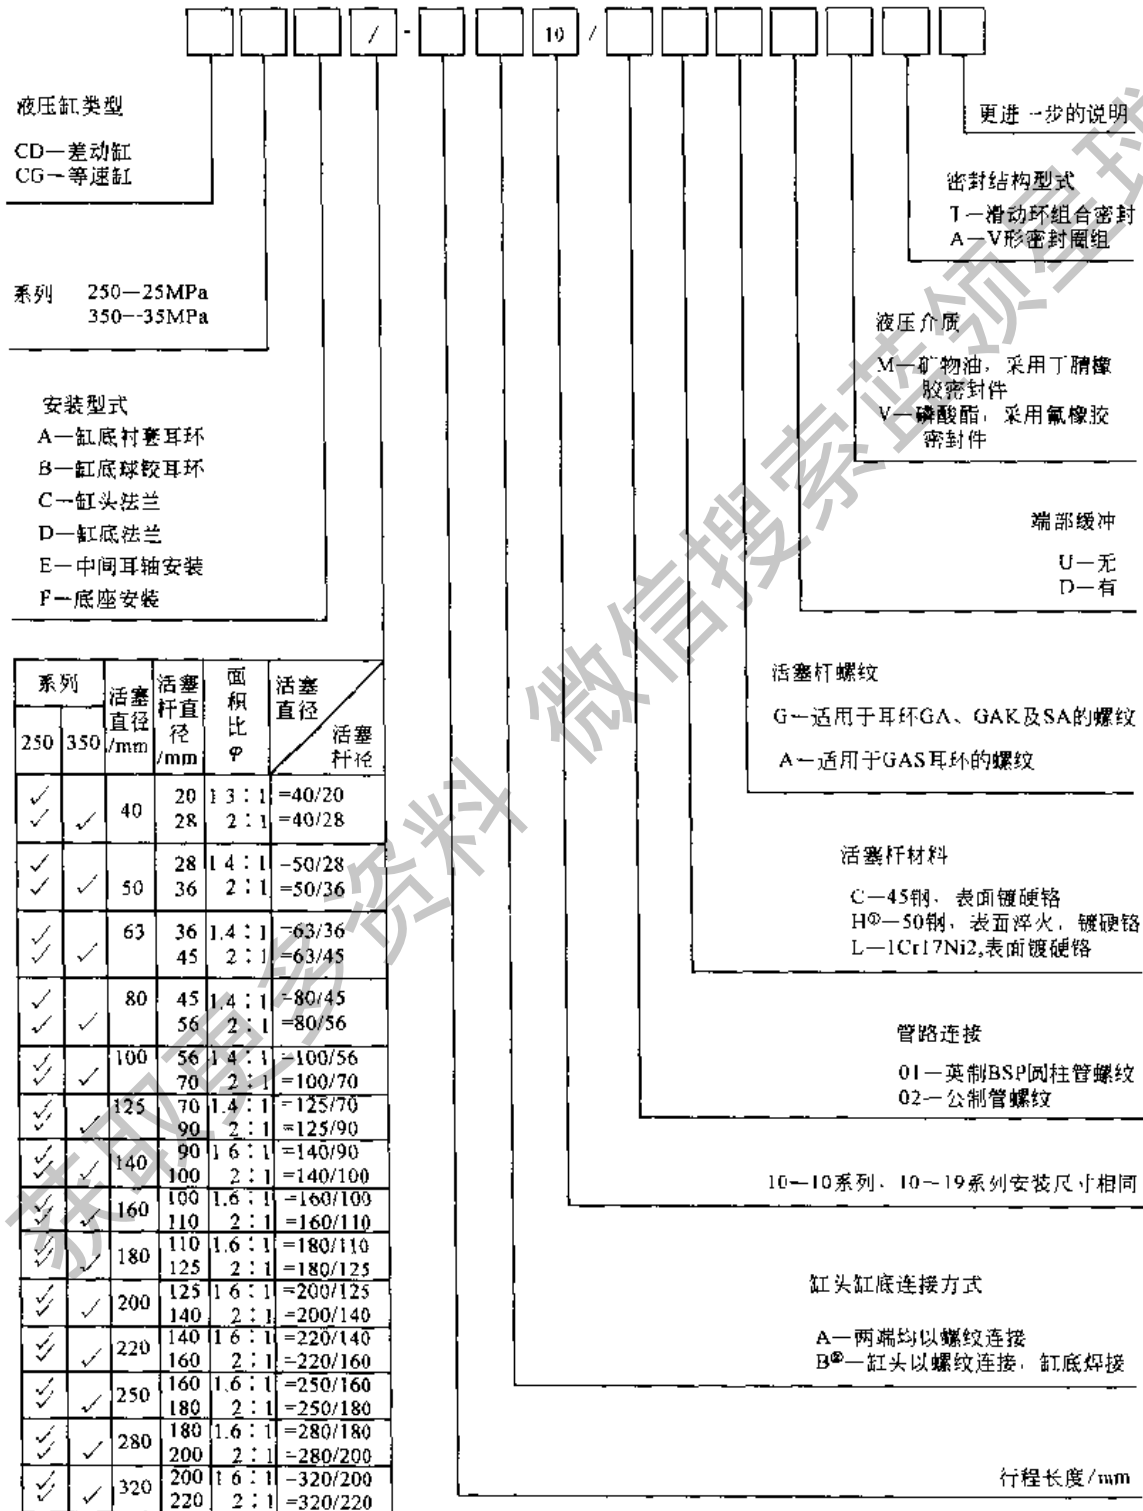 / - 10 /
液压缸类型
CD—差动缸
CG—等速缸
系列 250—25MPa
350—35MPa
安装型式
A—缸底衬套耳环
B—缸底球铰耳环
C—缸头法兰
D—缸底法兰
E—中间耳轴安装
F—底座安装
系列 活塞直径/mm 活塞杆直径/mm 面积比φ 活塞直径 活塞杆径
250 350
✓ 40 20 1.3:1 =40/20
✓ ✓ 28 2:1 =40/28
✓ 50 28 1.4:1 =50/28
✓ ✓ 36 2:1 =50/36
✓ 63 36 1.4:1 =63/36
✓ ✓ 45 2:1 =63/45
✓ 80 45 1.4:1 =80/45
✓ ✓ 56 2:1 =80/56
✓ 100 56 1.4:1 =100/56
✓ ✓ 70 2:1 =100/70
✓ 125 70 1.4:1 =125/70
✓ ✓ 90 2:1 =125/90
✓ 140 90 1.6:1 =140/90
✓ ✓ 100 2:1 =140/100
✓ 160 100 1.6:1 =160/100
✓ ✓ 110 2:1 =160/110
✓ 180 110 1.6:1 =180/110
✓ ✓ 125 2:1 =180/125
✓ 200 125 1.6:1 =200/125
✓ ✓ 140 2:1 =200/140
✓ 220 140 1.6:1 =220/140
✓ ✓ 160 2:1 =220/160
✓ 250 160 1.6:1 =250/160
✓ ✓ 180 2:1 =250/180
✓ 280 180 1.6:1 =280/180
✓ ✓ 200 2:1 =280/200
✓ 320 200 1.6:1 =320/200
✓ ✓ 220 2:1 =320/220
更进一步的说明
密封结构型式
T—滑动环组合密封
A—V形密封圈组
液压介质
M—矿物油，采用丁腈橡
胶密封件
V—磷酸酯，采用氟橡胶
密封件
端部缓冲
U—无
D—有
活塞杆螺纹
G—适用于耳环GA、GAK及SA的螺纹
A—适用于GAS耳环的螺纹
活塞杆材料
C—45钢、表面镀硬铬
H①—50钢，表面淬火，镀硬铬
L—1Cr17Ni2,表面镀硬铬
管路连接
01—英制BSP圆柱管螺纹
02—公制管螺纹
10—10系列、10—19系列安装尺寸相同
缸头缸底连接方式
A—两端均以螺纹连接
B②—缸头以螺纹连接，缸底焊接
行程长度/mm
获取更多资料 微信搜索蓝领星球